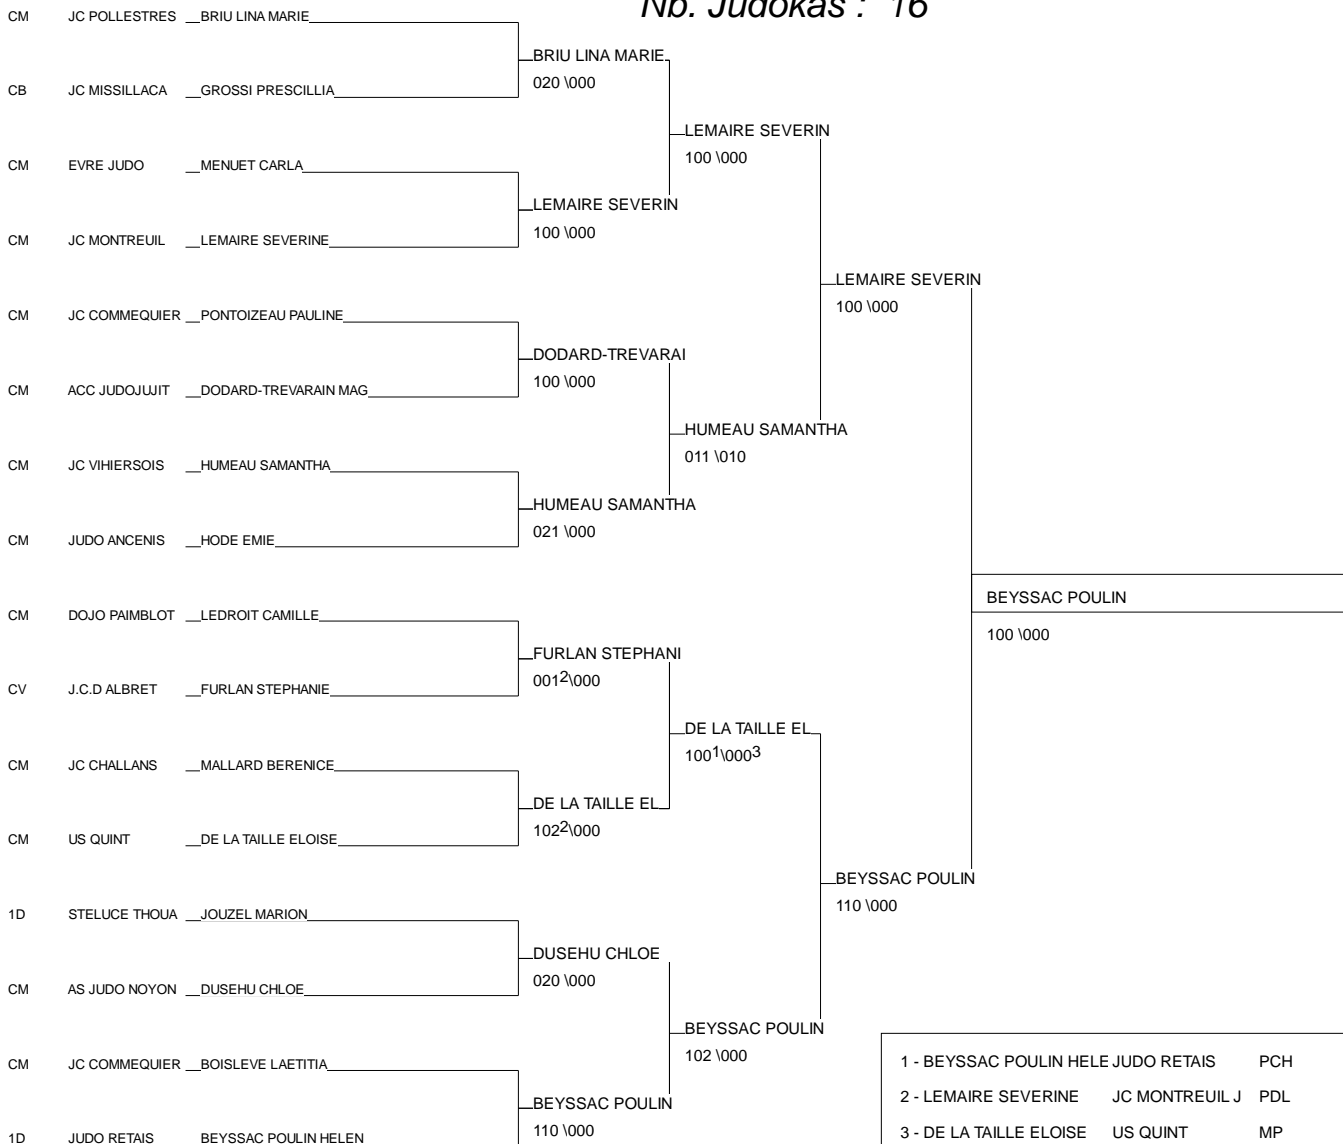 Nb. Judokas : 16
CM JC POLLESTRES BRIU LINA MARIE
BRIU LINA MARIE
020 \000
CB JC MISSILLACA GROSSI PRESCILLIA
LEMAIRE SEVERIN
100 \000
CM EVRE JUDO MENUET CARLA
LEMAIRE SEVERIN
100 \000
CM JC MONTREUIL LEMAIRE SEVERINE
LEMAIRE SEVERIN
100 \000
CM JC COMMEQUIER PONTOIZEAU PAULINE
DODARD-TREVARAI
100 \000
CM ACC JUDOJUJIT DODARD-TREVARAIN MAG
HUMEAU SAMANTHA
011 \010
CM JC VIHIERSOIS HUMEAU SAMANTHA
HUMEAU SAMANTHA
021 \000
CM JUDO ANCENIS HODE EMIE
BEYSSAC POULIN
100 \000
CM DOJO PAIMBLOT LEDROIT CAMILLE
FURLAN STEPHANI
001²\000
CV J.C.D ALBRET FURLAN STEPHANIE
DE LA TAILLE EL
100¹\000³
CM JC CHALLANS MALLARD BERENICE
DE LA TAILLE EL
102²\000
CM US QUINT DE LA TAILLE ELOISE
BEYSSAC POULIN
110 \000
1D STELUCE THOUA JOUZEL MARION
DUSEHU CHLOE
020 \000
CM AS JUDO NOYON DUSEHU CHLOE
BEYSSAC POULIN
102 \000
CM JC COMMEQUIER BOISLEVE LAETITIA
BEYSSAC POULIN
110 \000
1D JUDO RETAIS BEYSSAC POULIN HELEN
1 - BEYSSAC POULIN HELE JUDO RETAIS PCH
2 - LEMAIRE SEVERINE JC MONTREUIL J PDL
3 - DE LA TAILLE ELOISE US QUINT MP